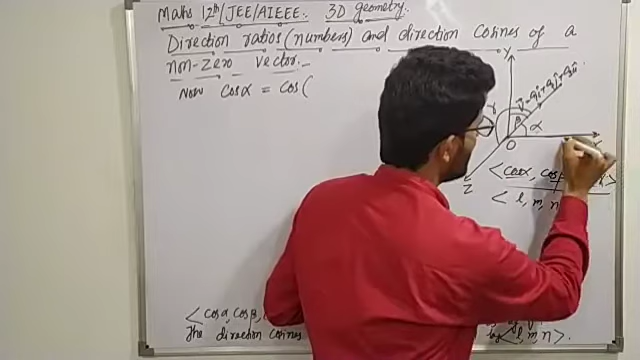 Maths 12th/JEE/AIEEE. 3D geometry.
Direction ratios (numbers) and direction Cosines of a
non-zero vector.
Now Cosα = Cos(
Y
γ
β
α
O
Z
< Cosα, Cos
< l, m, n
< Cosα, Cosβ,
The direction Cosines
< l, m, n >.